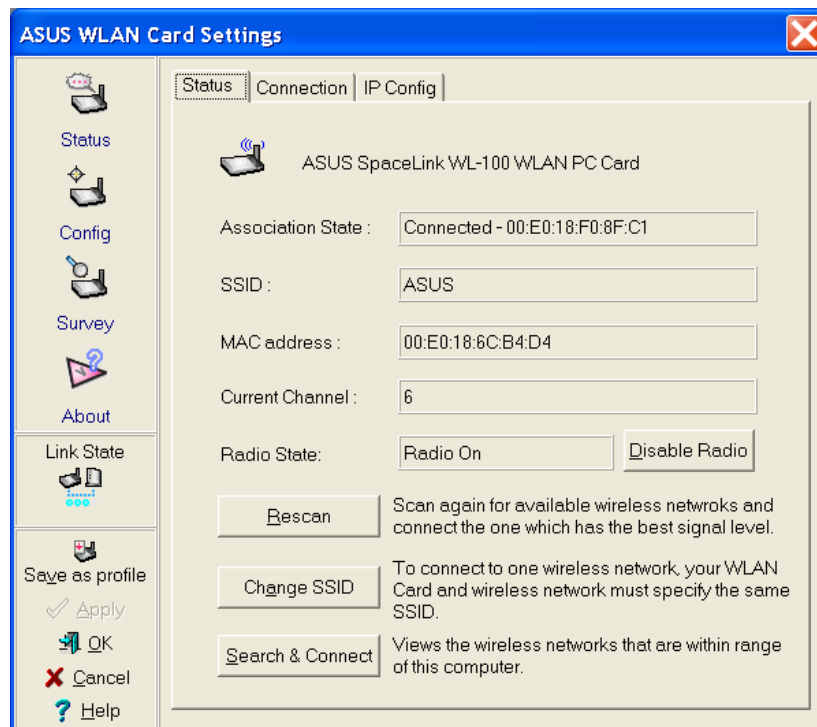 ASUS WLAN Card Settings
Status
Config
Survey
About
Link State
Save as profile
Apply
OK
Cancel
Help
Status Connection IP Config
ASUS SpaceLink WL-100 WLAN PC Card
Association State : Connected - 00:E0:18:F0:8F:C1
SSID : ASUS
MAC address : 00:E0:18:6C:B4:D4
Current Channel : 6
Radio State: Radio On Disable Radio
Rescan
Scan again for available wireless netwroks and
connect the one which has the best signal level.
Change SSID
To connect to one wireless network, your WLAN
Card and wireless network must specify the same
SSID.
Search & Connect
Views the wireless networks that are within range
of this computer.